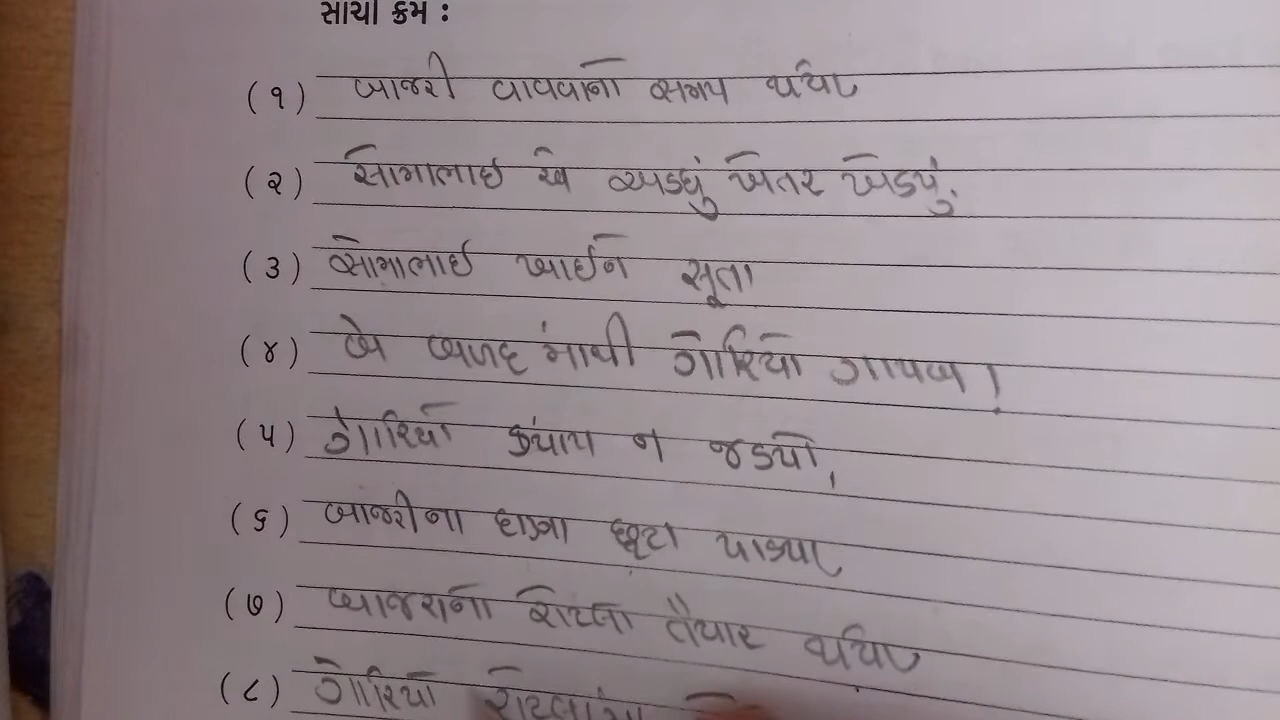 સાચો ક્રમ :
(૧) બાજરી વાવવાનો સમય થયો
(૨) સોમાભાઈ એ અડધું ખેતર ખેડ્યું.
(૩) સોમાભાઈ ખાઈને સૂતા
(૪) બે બળદ માંથી ગોરિયો ગાયબ !
(૫) ગોરિયો ક્યાંય ન જડ્યો.
(૬) બાજરીના દાણા છૂટા પાડ્યા
(૭) બાજરાનો રોટલો તૈયાર થયો
(૮) ગોરિયો